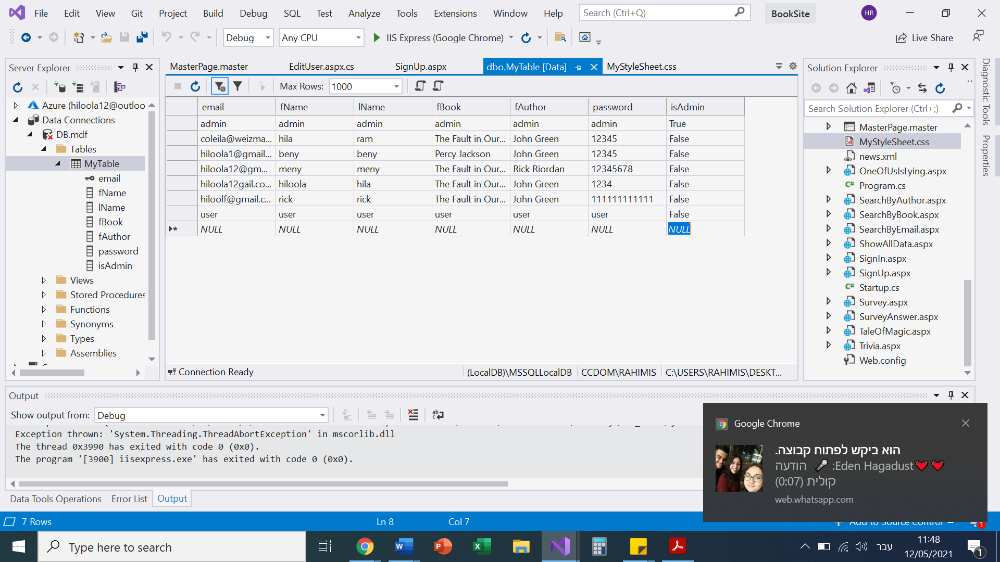 File Edit View Git Project Build Debug SQL Test Analyze Tools Extensions Window Help Search (Ctrl+Q) BookSite HR
Debug Any CPU IIS Express (Google Chrome) Live Share
Server Explorer
Azure (hiloola12@outloo
Data Connections
DB.mdf
Tables
MyTable
email
fName
lName
fBook
fAuthor
password
isAdmin
Views
Stored Procedures
Functions
Synonyms
Types
Assemblies
MasterPage.master EditUser.aspx.cs SignUp.aspx dbo.MyTable [Data] MyStyleSheet.css
Max Rows: 1000
email fName lName fBook fAuthor password isAdmin
admin admin admin admin admin admin True
coleila@weizma... hila ram The Fault in Our... John Green 12345 False
hiloola1@gmail... beny beny Percy Jackson John Green 12345 False
hiloola12@gm... meny meny The Fault in Our... Rick Riordan 12345678 False
hiloola12gail.co... hiloola hila The Fault in Our... John Green 1234 False
hiloolf@gmail.c... rick rick The Fault in Our... John Green 111111111111 False
user user user user user user False
NULL NULL NULL NULL NULL NULL NULL
Connection Ready (LocalDB)\MSSQLLocalDB CCDOM\RAHIMIS C:\USERS\RAHIMIS\DESKT...
Solution Explorer
Search Solution Explorer (Ctrl+;)
MasterPage.master
MyStyleSheet.css
news.xml
OneOfUsIsLying.aspx
Program.cs
SearchByAuthor.aspx
SearchByBook.aspx
SearchByEmail.aspx
ShowAllData.aspx
SignIn.aspx
SignUp.aspx
Startup.cs
Survey.aspx
SurveyAnswer.aspx
TaleOfMagic.aspx
Trivia.aspx
Web.config
Diagnostic Tools
Properties
Output
Show output from: Debug
Exception thrown: 'System.Threading.ThreadAbortException' in mscorlib.dll
The thread 0x3990 has exited with code 0 (0x0).
The program '[3900] iisexpress.exe' has exited with code 0 (0x0).
Data Tools Operations Error List Output
Google Chrome
הוא ביקש לפתוח קבוצה.
Eden Hagadust❤️❤️: 🎤 הודעה
קולית (0:07)
web.whatsapp.com
7 Rows Ln 8 Col 7 Add to Source Control 1
Type here to search
עבר
11:48
12/05/2021
1